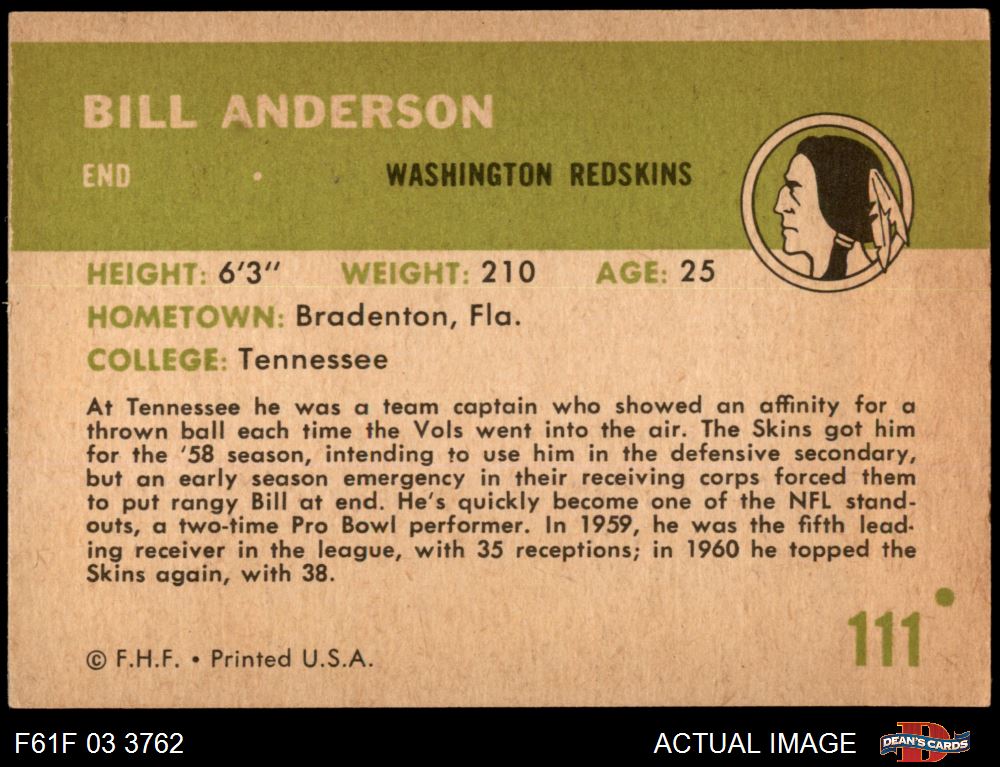 BILL ANDERSON
END • WASHINGTON REDSKINS
HEIGHT: 6'3" WEIGHT: 210 AGE: 25
HOMETOWN: Bradenton, Fla.
COLLEGE: Tennessee
At Tennessee he was a team captain who showed an affinity for a
thrown ball each time the Vols went into the air. The Skins got him
for the '58 season, intending to use him in the defensive secondary,
but an early season emergency in their receiving corps forced them
to put rangy Bill at end. He's quickly become one of the NFL stand-
outs, a two-time Pro Bowl performer. In 1959, he was the fifth lead-
ing receiver in the league, with 35 receptions; in 1960 he topped the
Skins again, with 38.
111
© F.H.F. • Printed U.S.A.
F61F 03 3762 ACTUAL IMAGE D DEAN'S CARDS